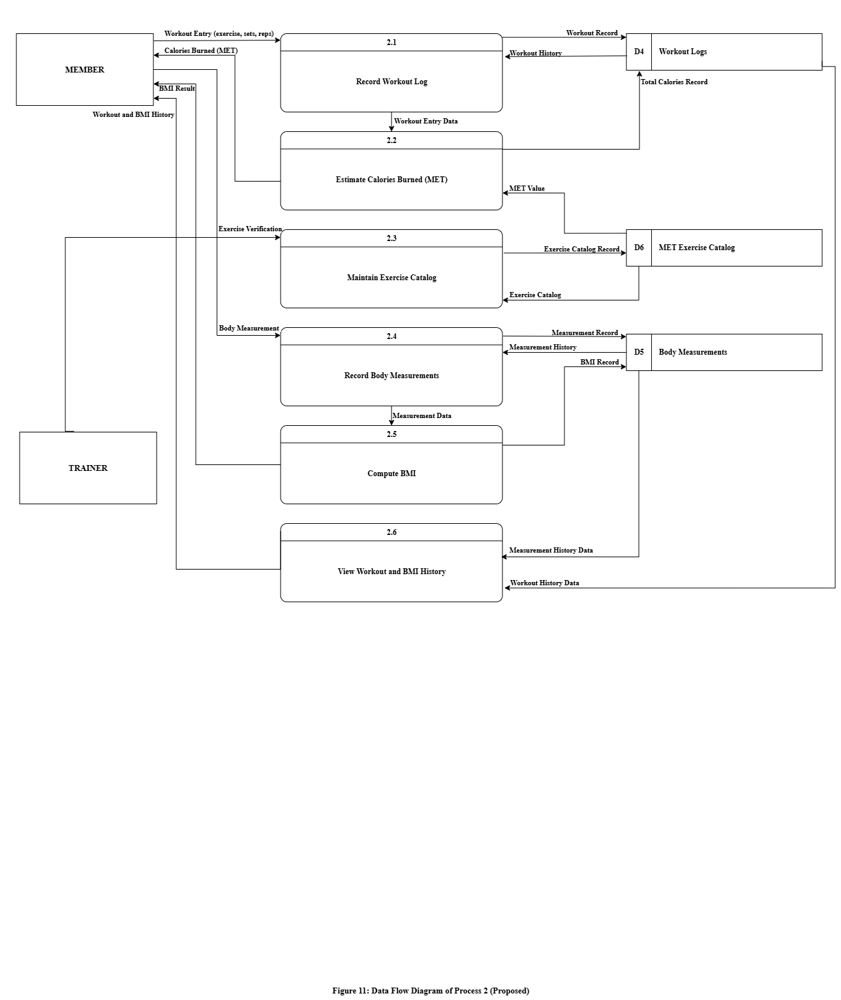 Workout Entry (exercise, sets, reps)
Workout Record
2.1
MEMBER
Calories Burned (MET)
Workout History
D4
Workout Logs
Record Workout Log
Total Calories Record
BMI Result
Workout and BMI History
Workout Entry Data
2.2
Estimate Calories Burned (MET)
MET Value
Exercise Verification
2.3
Exercise Catalog Record
D6
MET Exercise Catalog
Maintain Exercise Catalog
Exercise Catalog
Body Measurement
2.4
Measurement Record
Measurement History
D5
Body Measurements
BMI Record
Record Body Measurements
Measurement Data
2.5
TRAINER
Compute BMI
2.6
Measurement History Data
View Workout and BMI History
Workout History Data
Figure 11: Data Flow Diagram of Process 2 (Proposed)